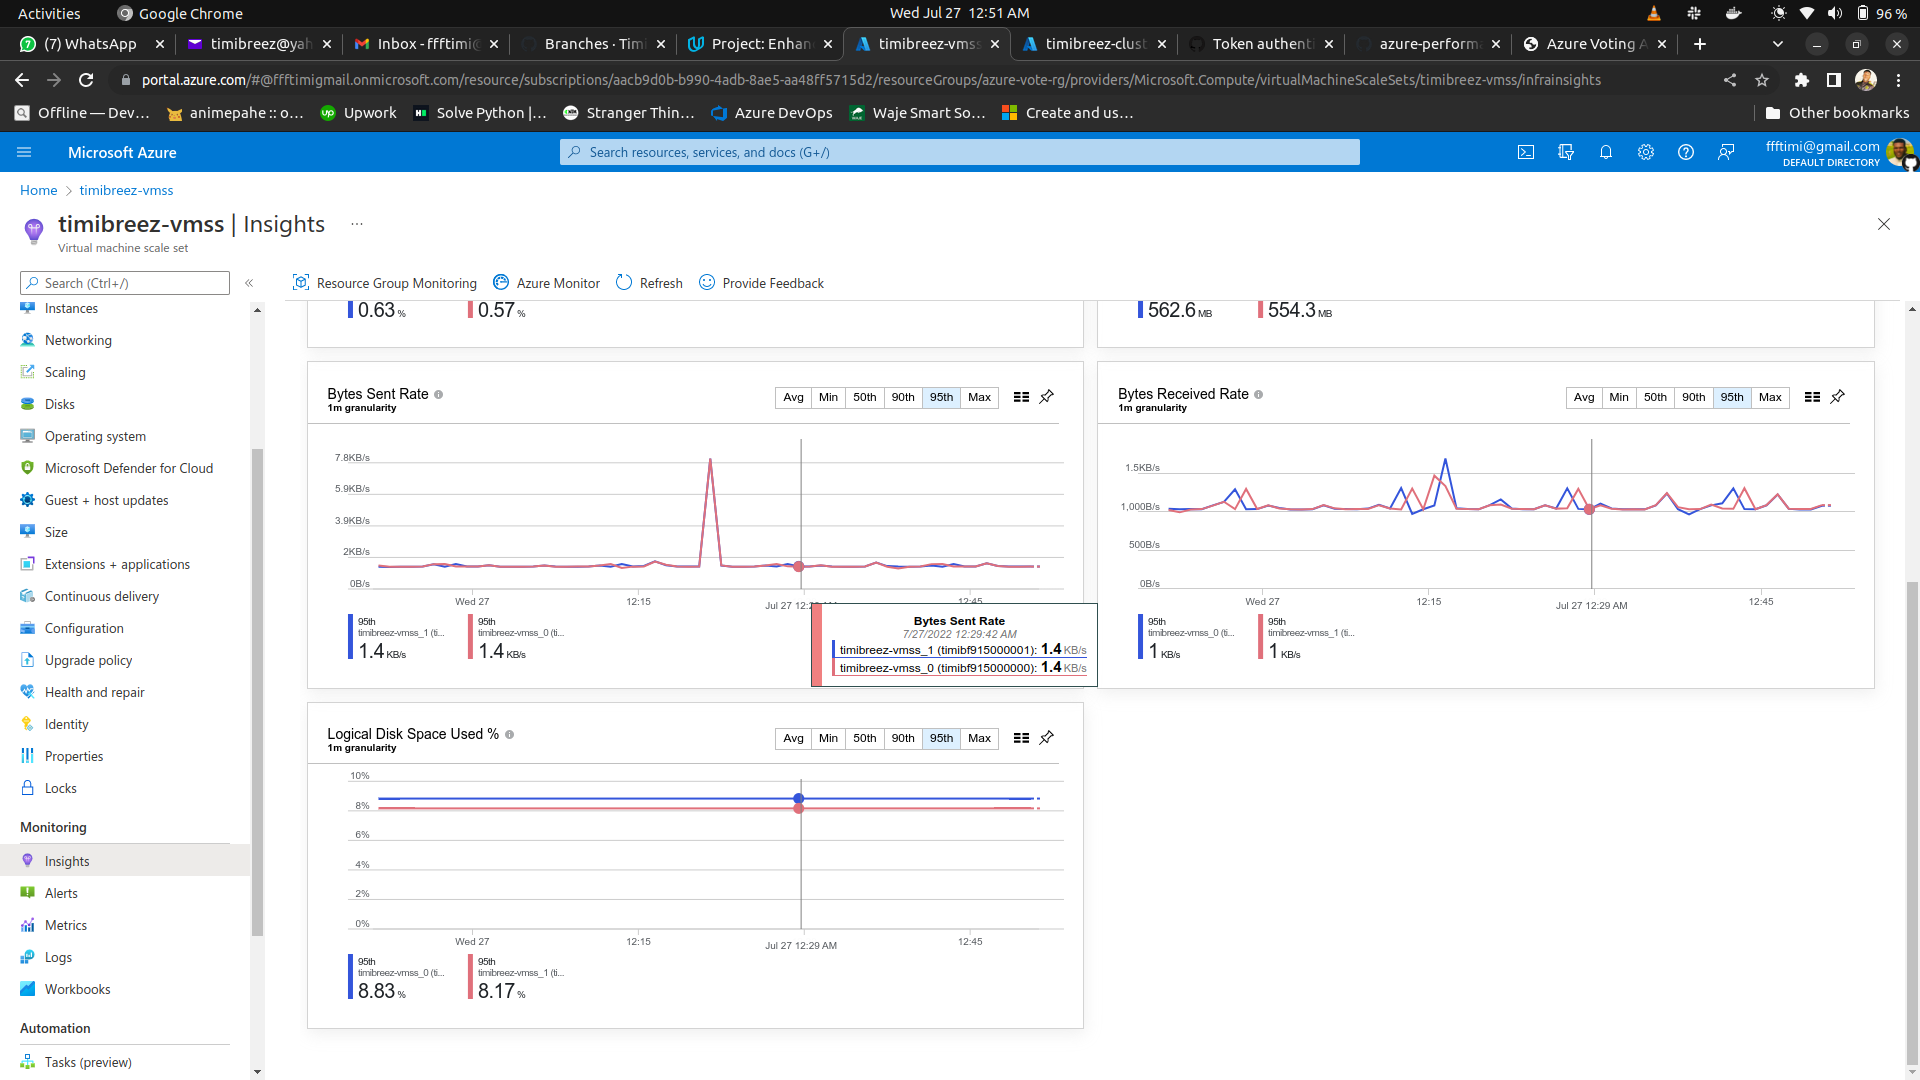 Activities
Google Chrome
Wed Jul 27 12:51 AM
96 %
(7) WhatsApp
timibreez@yah
Inbox - ffftimi@
Branches · Timi
Project: Enhan
timibreez-vmss
timibreez-clust
Token authenti
azure-performa
Azure Voting A
portal.azure.com/#@ffftimigmail.onmicrosoft.com/resource/subscriptions/aacb9d0b-b990-4adb-8ae5-aa48ff5715d2/resourceGroups/azure-vote-rg/providers/Microsoft.Compute/virtualMachineScaleSets/timibreez-vmss/infrainsights
Offline — Dev…
animepahe :: o…
Upwork
Solve Python |…
Stranger Thin…
Azure DevOps
Waje Smart So…
Create and us…
Other bookmarks
Microsoft Azure
Search resources, services, and docs (G+/)
ffftimi@gmail.com
DEFAULT DIRECTORY
Home > timibreez-vmss
timibreez-vmss | Insights ...
Virtual machine scale set
Search (Ctrl+/)
«
Resource Group Monitoring
Azure Monitor
Refresh
Provide Feedback
Instances
Networking
Scaling
Disks
Operating system
Microsoft Defender for Cloud
Guest + host updates
Size
Extensions + applications
Continuous delivery
Configuration
Upgrade policy
Health and repair
Identity
Properties
Locks
Monitoring
Insights
Alerts
Metrics
Logs
Workbooks
Automation
Tasks (preview)
0.63 %
0.57 %
562.6 MB
554.3 MB
Bytes Sent Rate
1m granularity
Avg Min 50th 90th 95th Max
7.8KB/s
5.9KB/s
3.9KB/s
2KB/s
0B/s
Wed 27
12:15
Jul 27 12:29 AM
12:45
95th
timibreez-vmss_1 (ti...
1.4 KB/s
95th
timibreez-vmss_0 (ti...
1.4 KB/s
Bytes Sent Rate
7/27/2022 12:29:42 AM
timibreez-vmss_1 (timibf915000001): 1.4 KB/s
timibreez-vmss_0 (timibf915000000): 1.4 KB/s
Bytes Received Rate
1m granularity
Avg Min 50th 90th 95th Max
1.5KB/s
1,000B/s
500B/s
0B/s
Wed 27
12:15
Jul 27 12:29 AM
12:45
95th
timibreez-vmss_0 (ti...
1 KB/s
95th
timibreez-vmss_1 (ti...
1 KB/s
Logical Disk Space Used %
1m granularity
Avg Min 50th 90th 95th Max
10%
8%
6%
4%
2%
0%
Wed 27
12:15
Jul 27 12:29 AM
12:45
95th
timibreez-vmss_0 (ti...
8.83 %
95th
timibreez-vmss_1 (ti...
8.17 %